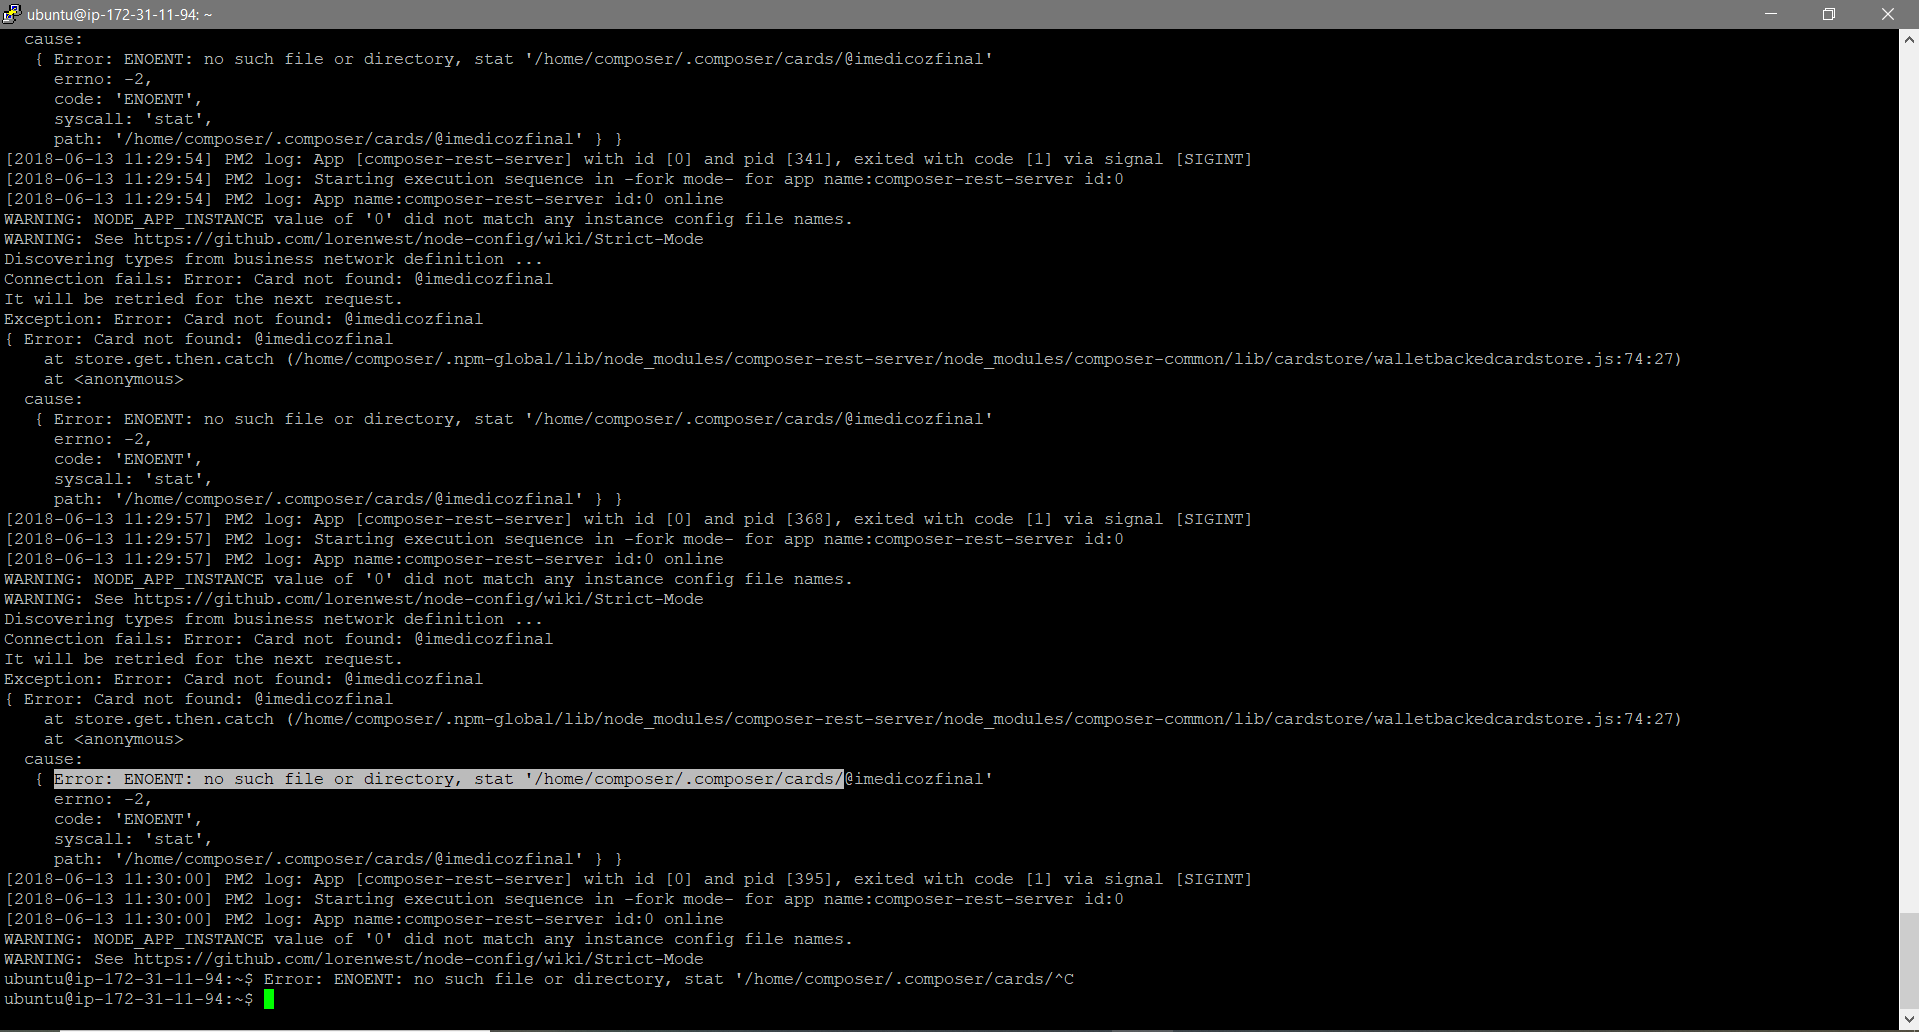 ubuntu@ip-172-31-11-94: ~
cause:
{ Error: ENOENT: no such file or directory, stat '/home/composer/.composer/cards/@imedicozfinal'
errno: -2,
code: 'ENOENT',
syscall: 'stat',
path: '/home/composer/.composer/cards/@imedicozfinal' } }
[2018-06-13 11:29:54] PM2 log: App [composer-rest-server] with id [0] and pid [341], exited with code [1] via signal [SIGINT]
[2018-06-13 11:29:54] PM2 log: Starting execution sequence in -fork mode- for app name:composer-rest-server id:0
[2018-06-13 11:29:54] PM2 log: App name:composer-rest-server id:0 online
WARNING: NODE_APP_INSTANCE value of '0' did not match any instance config file names.
WARNING: See https://github.com/lorenwest/node-config/wiki/Strict-Mode
Discovering types from business network definition ...
Connection fails: Error: Card not found: @imedicozfinal
It will be retried for the next request.
Exception: Error: Card not found: @imedicozfinal
{ Error: Card not found: @imedicozfinal
at store.get.then.catch (/home/composer/.npm-global/lib/node_modules/composer-rest-server/node_modules/composer-common/lib/cardstore/walletbackedcardstore.js:74:27)
at <anonymous>
cause:
{ Error: ENOENT: no such file or directory, stat '/home/composer/.composer/cards/@imedicozfinal'
errno: -2,
code: 'ENOENT',
syscall: 'stat',
path: '/home/composer/.composer/cards/@imedicozfinal' } }
[2018-06-13 11:29:57] PM2 log: App [composer-rest-server] with id [0] and pid [368], exited with code [1] via signal [SIGINT]
[2018-06-13 11:29:57] PM2 log: Starting execution sequence in -fork mode- for app name:composer-rest-server id:0
[2018-06-13 11:29:57] PM2 log: App name:composer-rest-server id:0 online
WARNING: NODE_APP_INSTANCE value of '0' did not match any instance config file names.
WARNING: See https://github.com/lorenwest/node-config/wiki/Strict-Mode
Discovering types from business network definition ...
Connection fails: Error: Card not found: @imedicozfinal
It will be retried for the next request.
Exception: Error: Card not found: @imedicozfinal
{ Error: Card not found: @imedicozfinal
at store.get.then.catch (/home/composer/.npm-global/lib/node_modules/composer-rest-server/node_modules/composer-common/lib/cardstore/walletbackedcardstore.js:74:27)
at <anonymous>
cause:
{ Error: ENOENT: no such file or directory, stat '/home/composer/.composer/cards/@imedicozfinal'
errno: -2,
code: 'ENOENT',
syscall: 'stat',
path: '/home/composer/.composer/cards/@imedicozfinal' } }
[2018-06-13 11:30:00] PM2 log: App [composer-rest-server] with id [0] and pid [395], exited with code [1] via signal [SIGINT]
[2018-06-13 11:30:00] PM2 log: Starting execution sequence in -fork mode- for app name:composer-rest-server id:0
[2018-06-13 11:30:00] PM2 log: App name:composer-rest-server id:0 online
WARNING: NODE_APP_INSTANCE value of '0' did not match any instance config file names.
WARNING: See https://github.com/lorenwest/node-config/wiki/Strict-Mode
ubuntu@ip-172-31-11-94:~$ Error: ENOENT: no such file or directory, stat '/home/composer/.composer/cards/^C
ubuntu@ip-172-31-11-94:~$